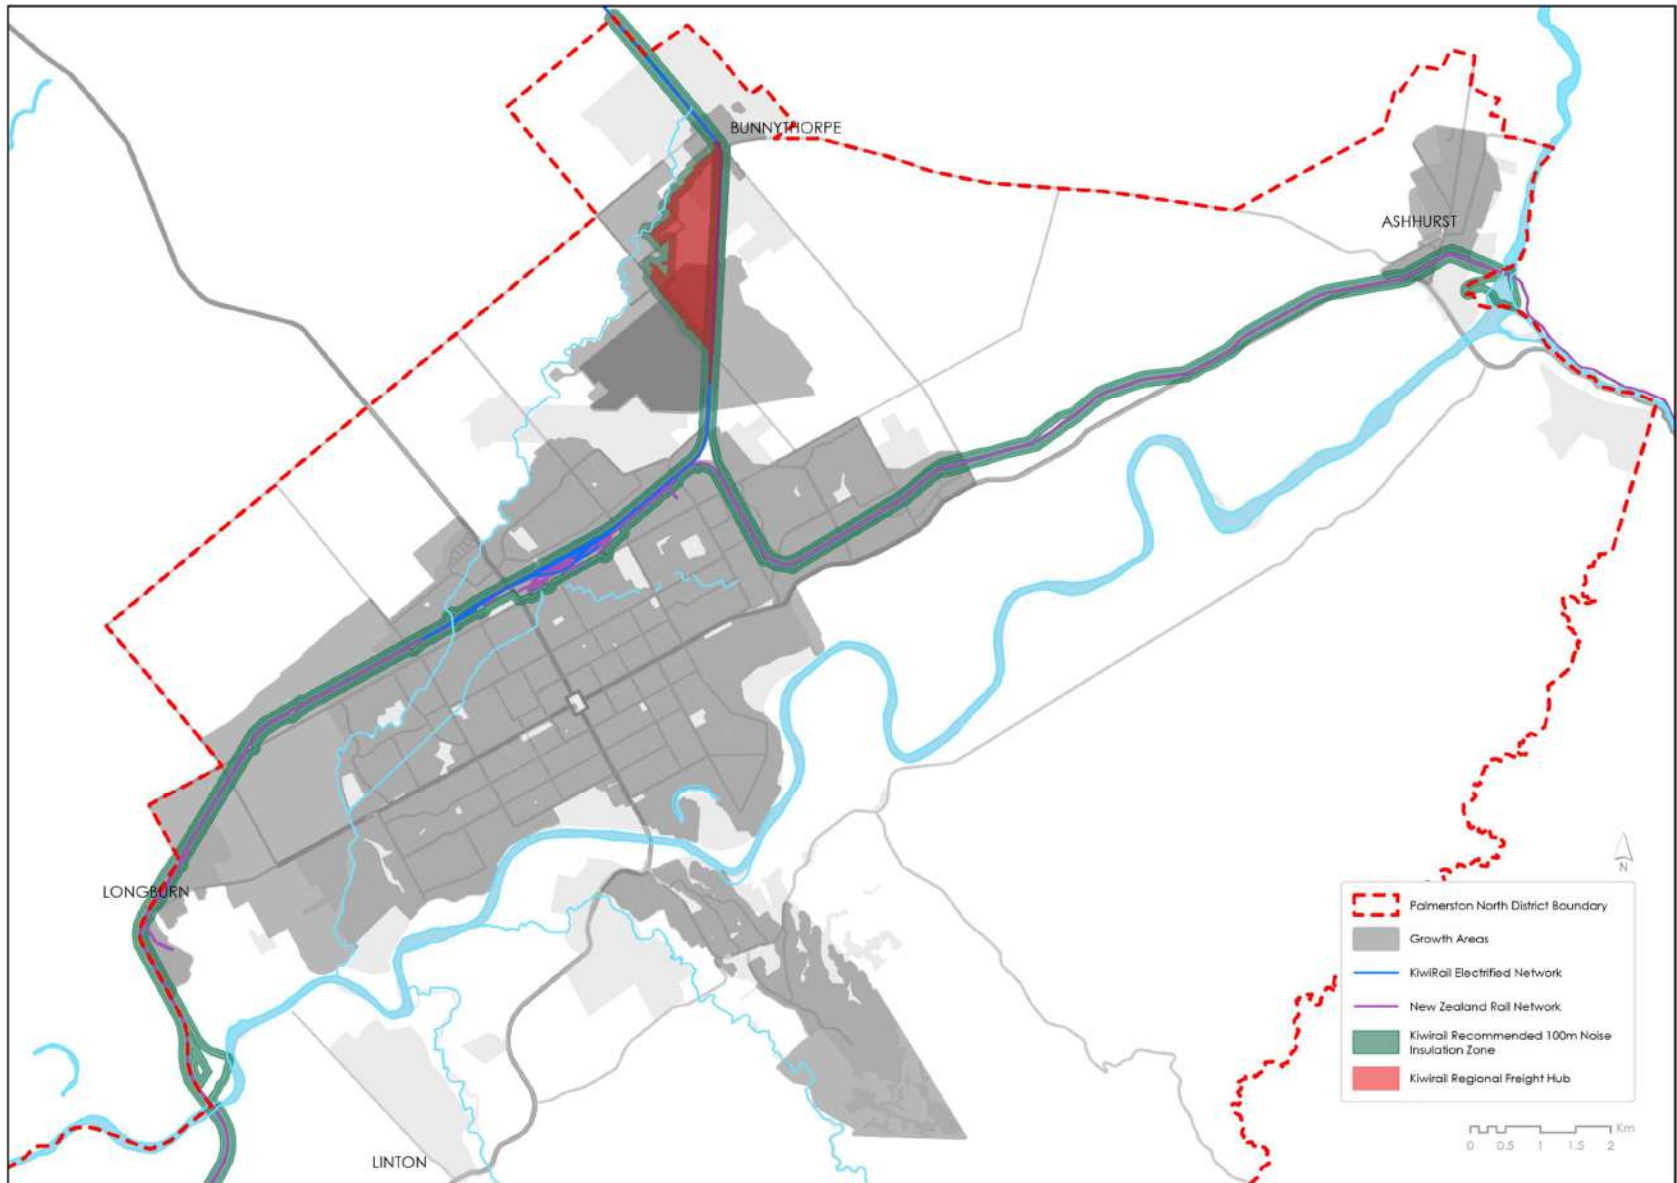 BUNNYTHORPE
ASHHURST
LONGBURN
LINTON
N
Palmerston North District Boundary
Growth Areas
KiwiRail Electrified Network
New Zealand Rail Network
Kiwirail Recommended 100m Noise
Insulation Zone
Kiwirail Regional Freight Hub
Km
0 0.5 1 1.5 2